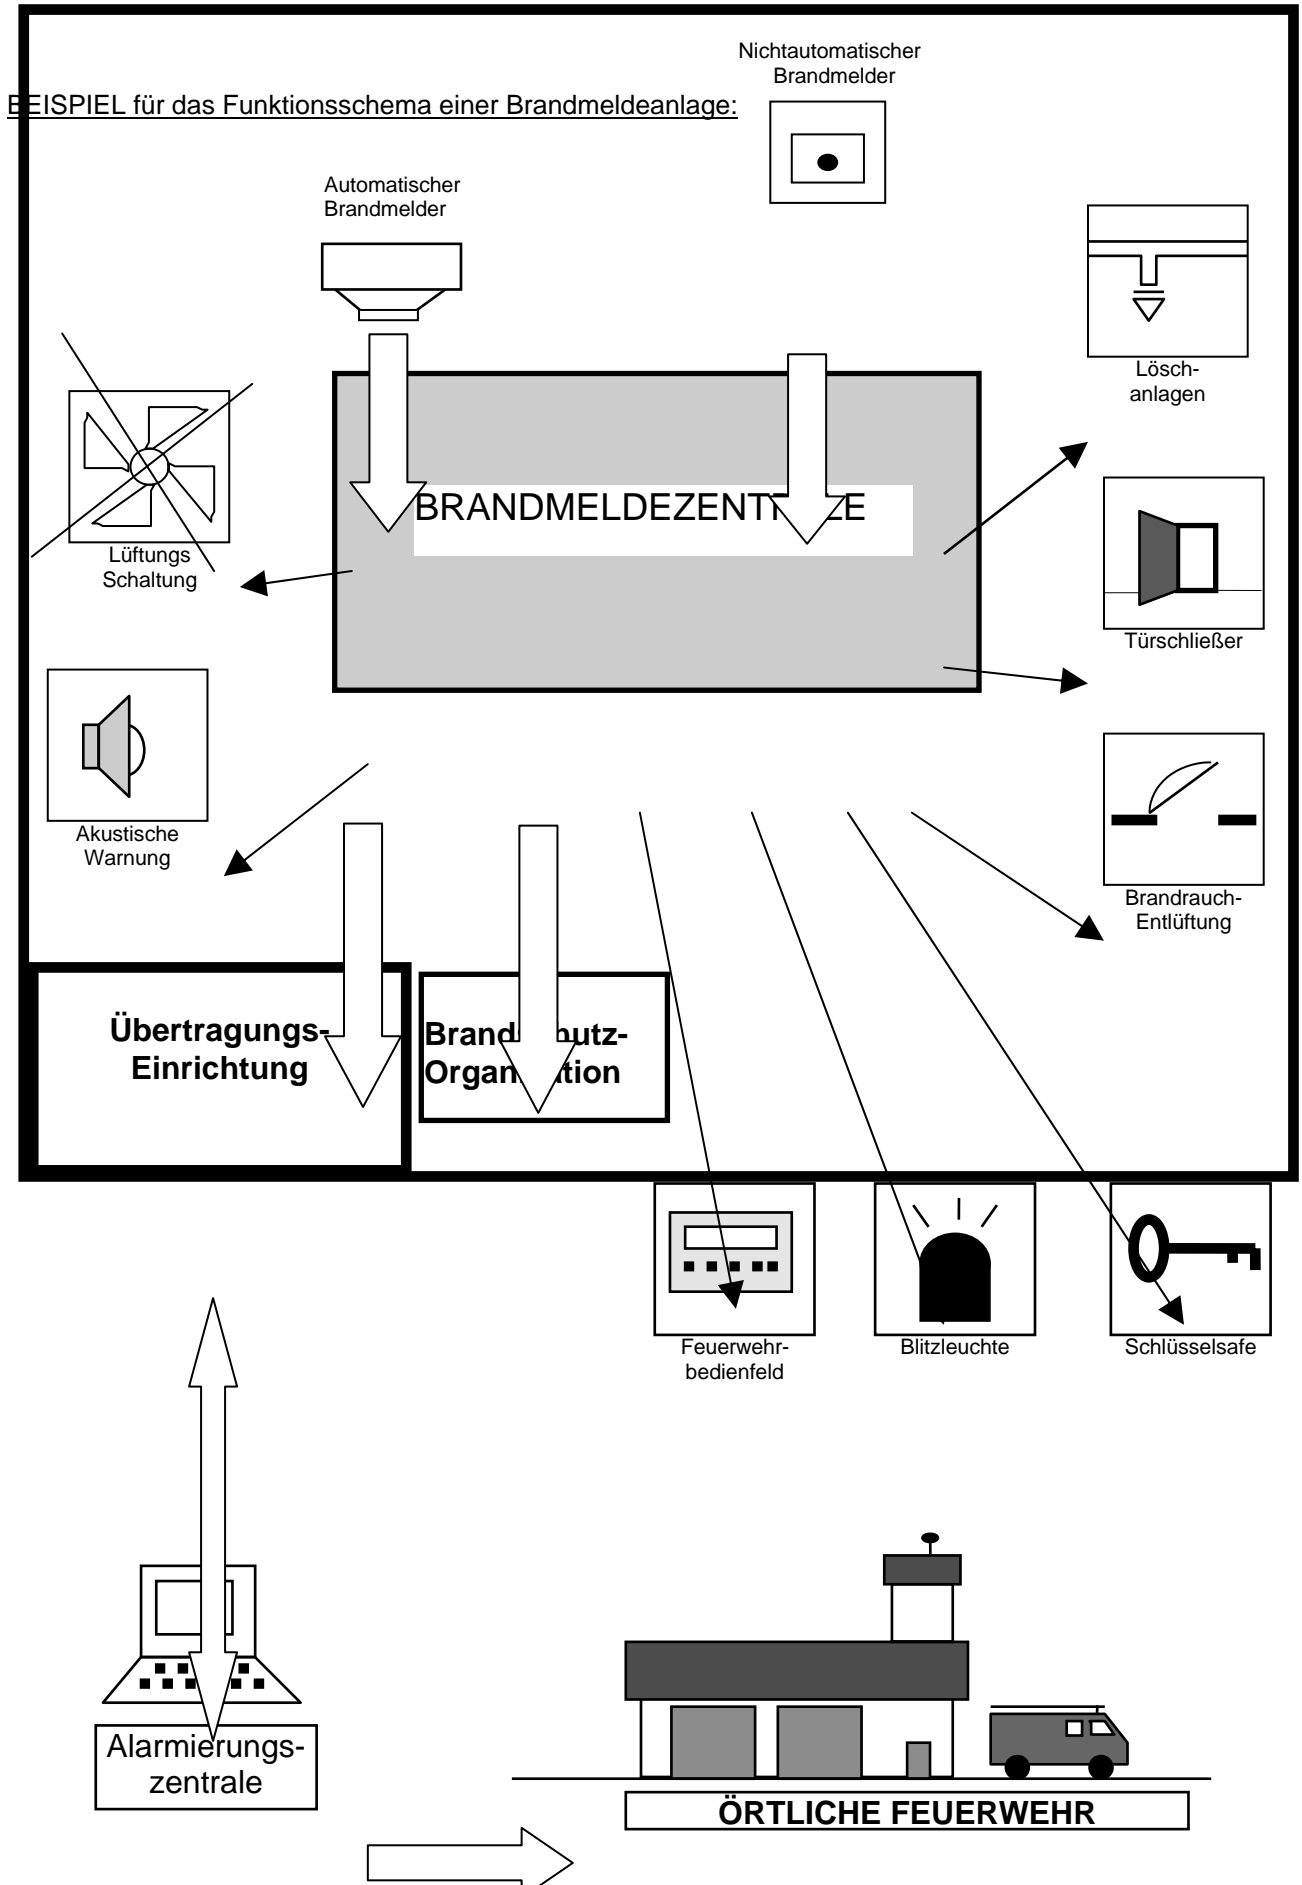 Nichtautomatischer
Brandmelder
BEISPIEL für das Funktionsschema einer Brandmeldeanlage:
Automatischer
Brandmelder
Lösch-
anlagen
Lüftungs
Schaltung
Türschließer
Akustische
Warnung
Brandrauch-
Entlüftung
Übertragungs-
Einrichtung
Feuerwehr-
bedienfeld
Blitzleuchte
Schlüsselsafe
Alarmierungs-
zentrale
ÖRTLICHE FEUERWEHR